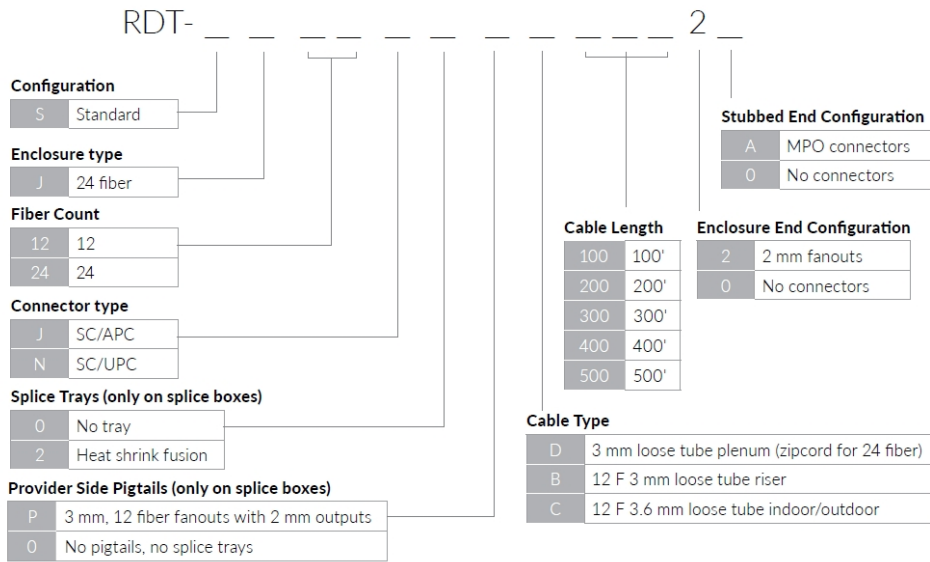 RDT- _ _ _ _ _ _ _ _ _ _ _ 2 _
Configuration
S Standard
Enclosure type
J 24 fiber
Fiber Count
12 12
24 24
Connector type
J SC/APC
N SC/UPC
Splice Trays (only on splice boxes)
0 No tray
2 Heat shrink fusion
Provider Side Pigtails (only on splice boxes)
P 3 mm, 12 fiber fanouts with 2 mm outputs
0 No pigtails, no splice trays
Stubbed End Configuration
A MPO connectors
0 No connectors
Cable Length
100 100'
200 200'
300 300'
400 400'
500 500'
Enclosure End Configuration
2 2 mm fanouts
0 No connectors
Cable Type
D 3 mm loose tube plenum (zipcord for 24 fiber)
B 12 F 3 mm loose tube riser
C 12 F 3.6 mm loose tube indoor/outdoor